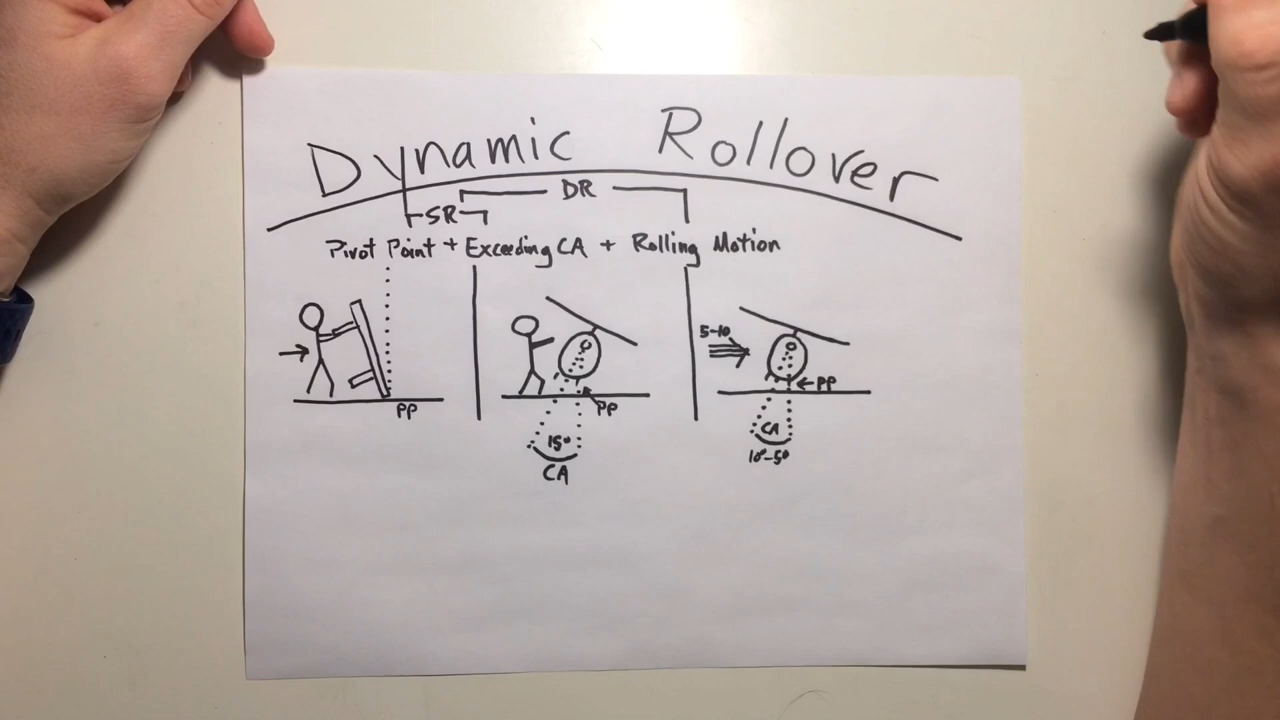 Dynamic Rollover
DR
SR
Pivot Point + Exceeding CA + Rolling Motion
5-10
PP
PP
PP
15°
CA
CA
10°-5°